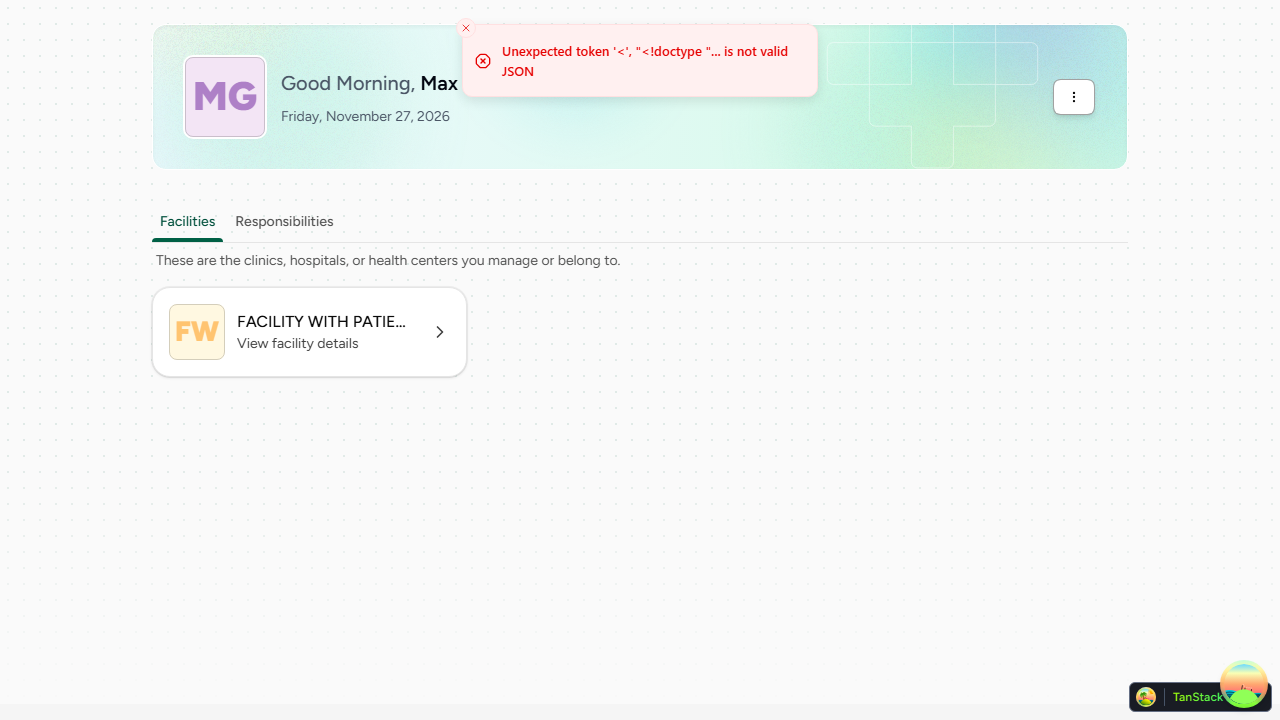 Unexpected token '<', "<!doctype "... is not valid
JSON
MG
Good Morning, Max
Friday, November 27, 2026
Facilities
Responsibilities
These are the clinics, hospitals, or health centers you manage or belong to.
FW
FACILITY WITH PATIE...
View facility details
TanStack